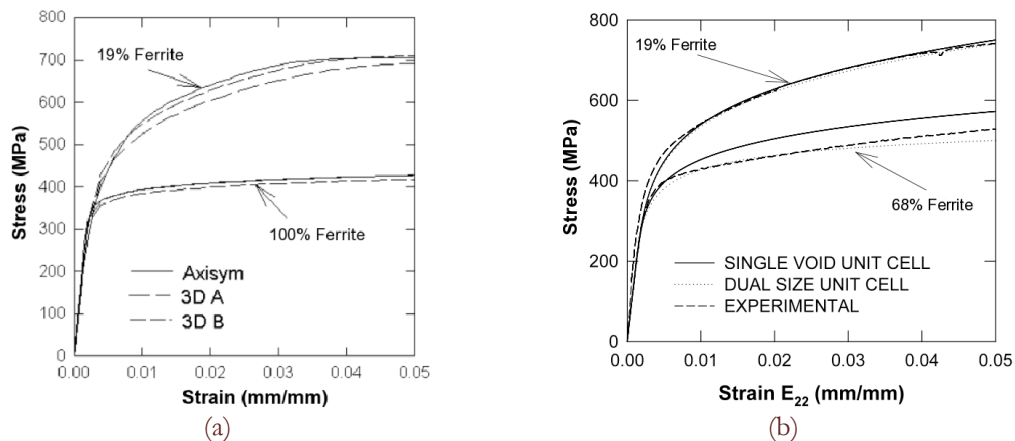 800
700
600
500
400
300
200
100
0
0.00
0.01
0.02
0.03
0.04
0.05
Stress (MPa)
Strain (mm/mm)
19% Ferrite
100% Ferrite
Axisym
3D A
3D B
(a)
800
600
400
200
0
0.00
0.01
0.02
0.03
0.04
0.05
Stress (MPa)
Strain E22 (mm/mm)
19% Ferrite
68% Ferrite
SINGLE VOID UNIT CELL
DUAL SIZE UNIT CELL
EXPERIMENTAL
(b)